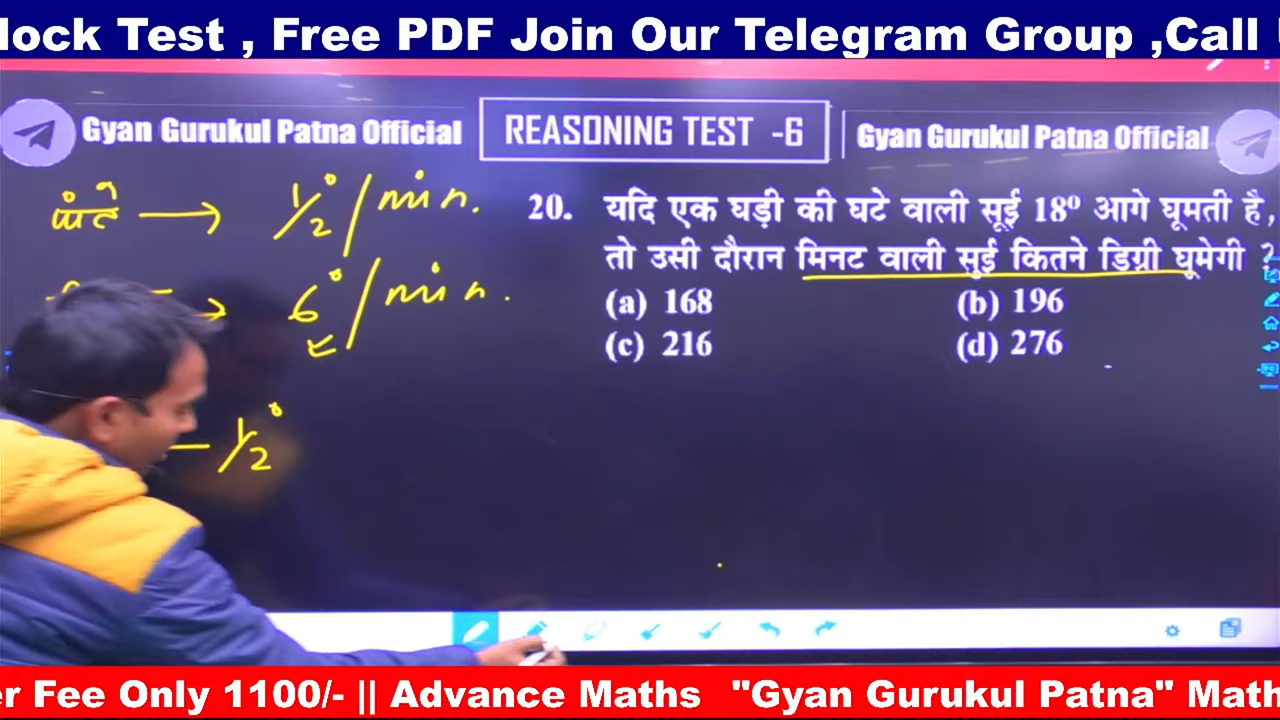 lock Test , Free PDF Join Our Telegram Group ,Call
Gyan Gurukul Patna Official
REASONING TEST -6
Gyan Gurukul Patna Official
घंटे → 1/2°/min.
→ 6°/min.
– 1/2°
20. यदि एक घड़ी की घटे वाली सूई 18⁰ आगे घूमती है,
तो उसी दौरान मिनट वाली सूई कितने डिग्री घूमेगी ?
(a) 168 (b) 196
(c) 216 (d) 276
er Fee Only 1100/- || Advance Maths "Gyan Gurukul Patna" Math